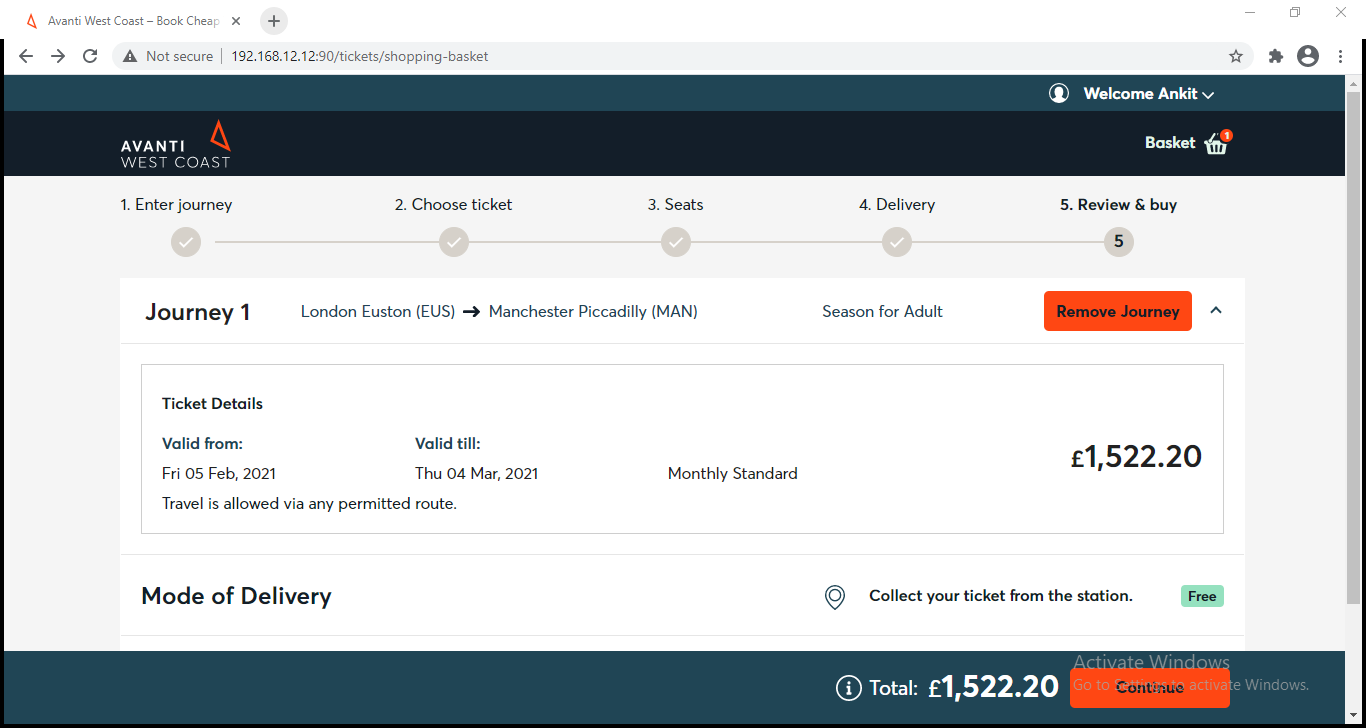 Avanti West Coast – Book Cheap
Not secure
192.168.12.12:90/tickets/shopping-basket
Welcome Ankit
AVANTI
WEST COAST
Basket 1
1. Enter journey
2. Choose ticket
3. Seats
4. Delivery
5. Review & buy
5
Journey 1
London Euston (EUS)
Manchester Piccadilly (MAN)
Season for Adult
Remove Journey
Ticket Details
Valid from:
Valid till:
Fri 05 Feb, 2021
Thu 04 Mar, 2021
Monthly Standard
£1,522.20
Travel is allowed via any permitted route.
Mode of Delivery
Collect your ticket from the station.
Free
Total: £1,522.20
Continue
Activate Windows
Go to Settings to activate Windows.